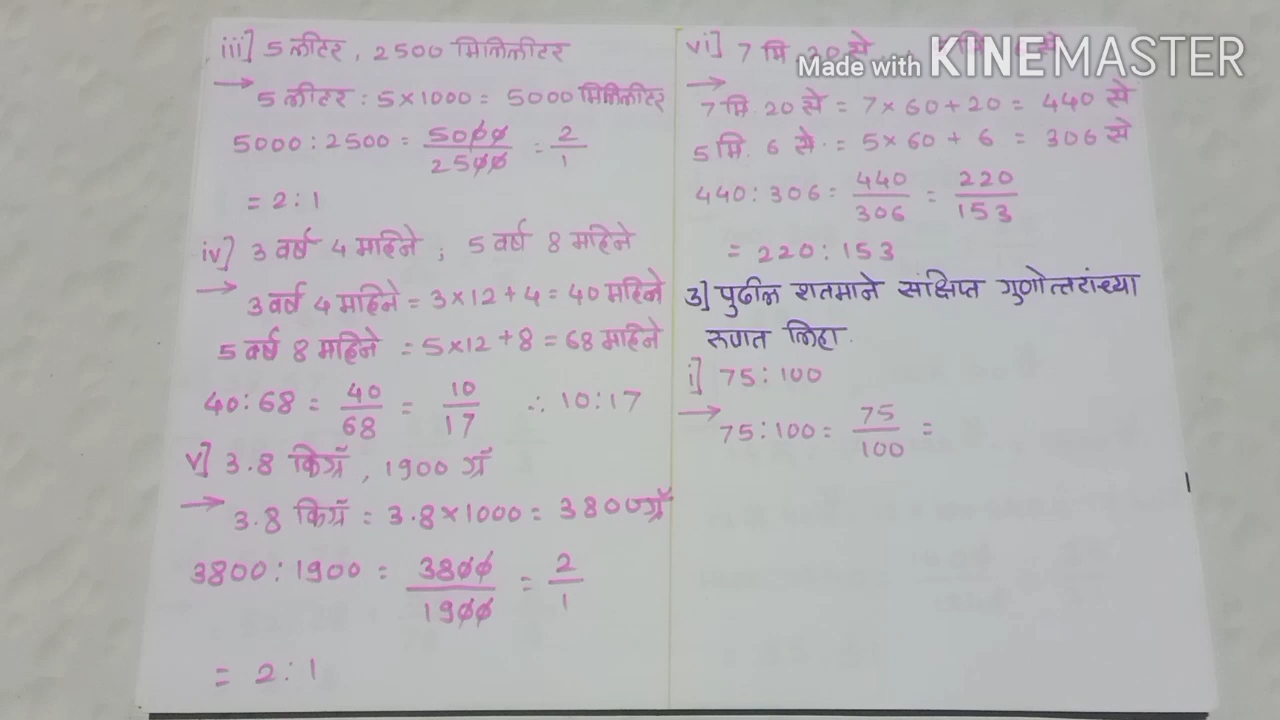 iii] 5 लीटर , 2500 मिलिलीटर
→ 5 लीटर : 5×1000 = 5000 मिलिलीटर
5000 : 2500 = 5000/2500 = 2/1
= 2 : 1
iv] 3 वर्ष 4 महिने ; 5 वर्ष 8 महिने
→ 3 वर्ष 4 महिने = 3×12+4 = 40 महिने
5 वर्ष 8 महिने = 5×12+8 = 68 महिने
40:68 = 40/68 = 10/17 ∴ 10:17
v] 3.8 किग्रॅ , 1900 ग्रॅ
→ 3.8 किग्रॅ = 3.8×1000 = 3800ग्रॅ
3800:1900 = 3800/1900 = 2/1
= 2:1
vi] 7 मि 20 से
Made with KINEMASTER
→
7 मि. 20 से = 7×60+20 = 440 से
5 मि. 6 से. = 5×60 + 6 = 306 से
440:306 = 440/306 = 220/153
= 220:153
3] पुढील शतमाने संक्षिप्त गुणोत्तरांच्या
रुपात लिहा.
i] 75:100
→ 75:100 = 75/100 =